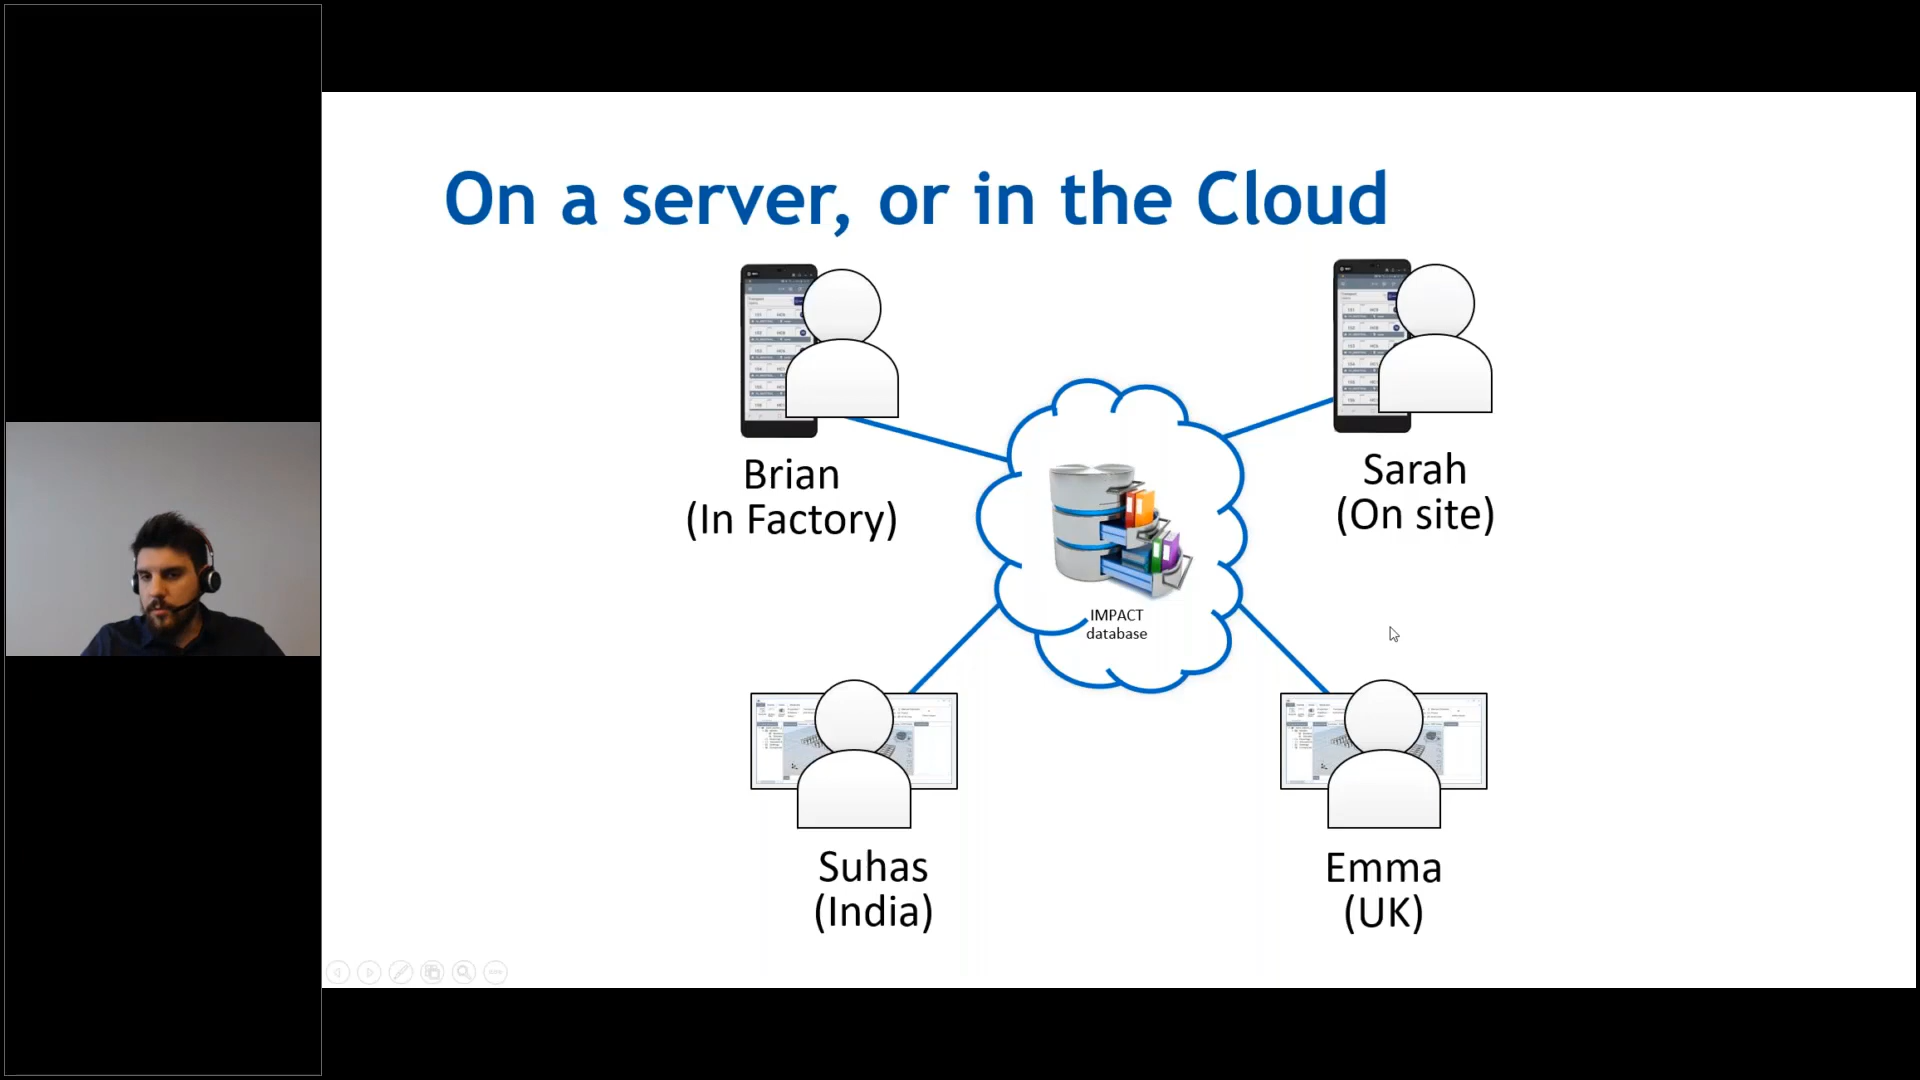 On a server, or in the Cloud
Brian
(In Factory)
Sarah
(On site)
IMPACT
database
Suhas
(India)
Emma
(UK)